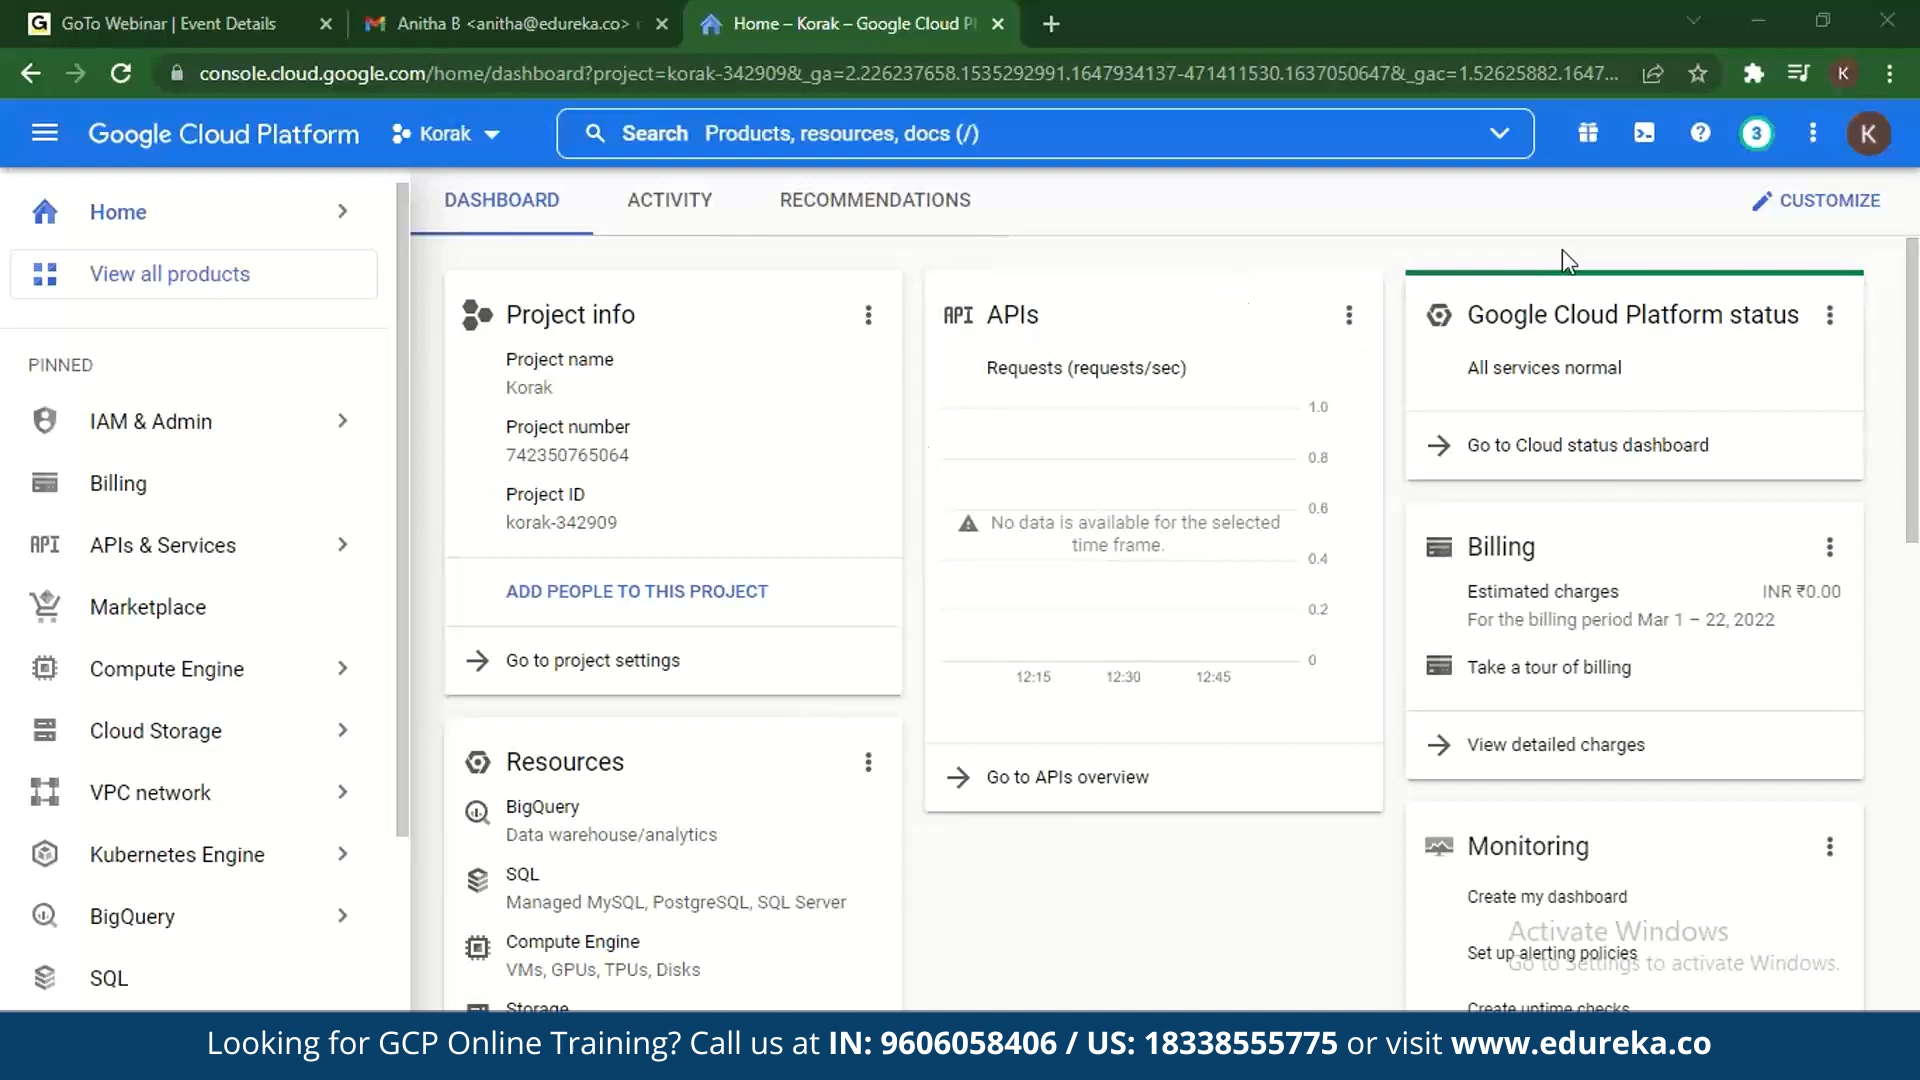 GoTo Webinar | Event Details
Anitha B <anitha@edureka.co>
Home – Korak – Google Cloud Pl
console.cloud.google.com/home/dashboard?project=korak-342909&_ga=2.226237658.1535292991.1647934137-471411530.1637050647&_gac=1.52625882.1647...
K
Google Cloud Platform
Korak
Search Products, resources, docs (/)
3
K
Home
View all products
PINNED
IAM & Admin
Billing
API APIs & Services
Marketplace
Compute Engine
Cloud Storage
VPC network
Kubernetes Engine
BigQuery
SQL
DASHBOARD
ACTIVITY
RECOMMENDATIONS
CUSTOMIZE
Project info
Project name
Korak
Project number
742350765064
Project ID
korak-342909
ADD PEOPLE TO THIS PROJECT
Go to project settings
Resources
BigQuery
Data warehouse/analytics
SQL
Managed MySQL, PostgreSQL, SQL Server
Compute Engine
VMs, GPUs, TPUs, Disks
Storage
API APIs
Requests (requests/sec)
1.0
0.8
0.6
No data is available for the selected
time frame.
0.4
0.2
0
12:15
12:30
12:45
Go to APIs overview
Google Cloud Platform status
All services normal
Go to Cloud status dashboard
Billing
Estimated charges
INR ₹0.00
For the billing period Mar 1 – 22, 2022
Take a tour of billing
View detailed charges
Monitoring
Create my dashboard
Activate Windows
Set up alerting policies
Go to Settings to activate Windows.
Create uptime checks
Looking for GCP Online Training? Call us at IN: 9606058406 / US: 18338555775 or visit www.edureka.co